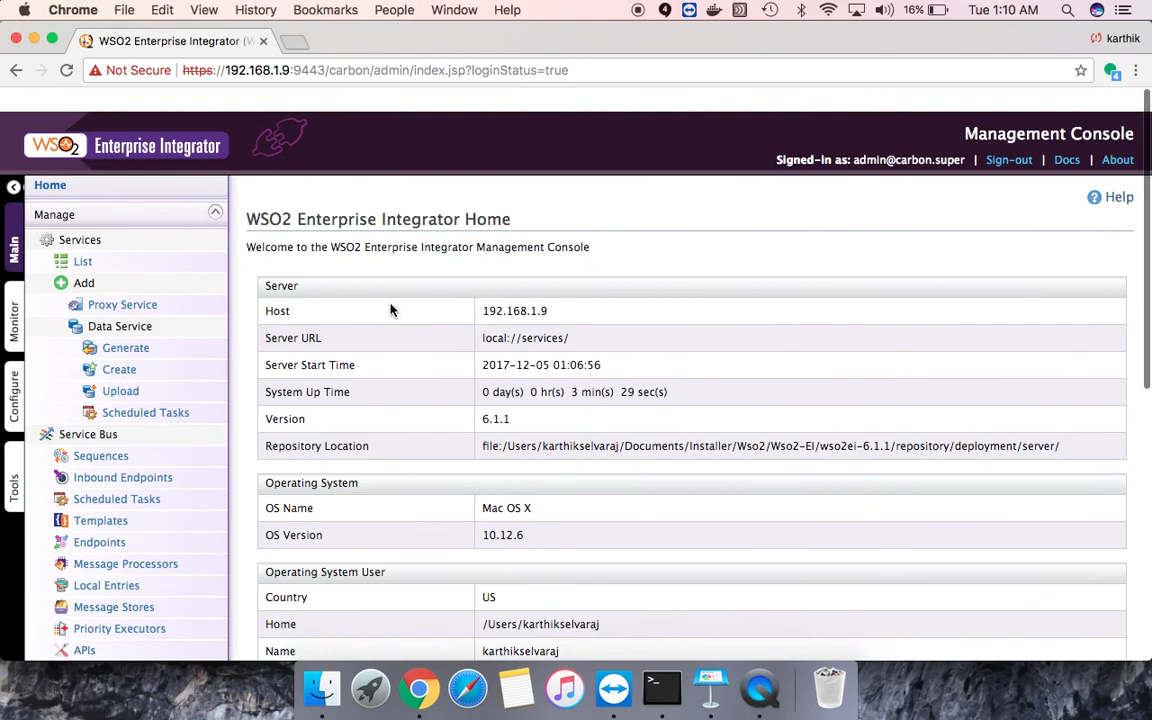 Chrome File Edit View History Bookmarks People Window Help 16% Tue 1:10 AM
WSO2 Enterprise Integrator (W karthik
Not Secure https://192.168.1.9:9443/carbon/admin/index.jsp?loginStatus=true 4
WSO2 Enterprise Integrator Management Console
Signed-in as: admin@carbon.super | Sign-out | Docs | About
Main
Monitor
Configure
Tools
Home
Manage
Services
List
Add
Proxy Service
Data Service
Generate
Create
Upload
Scheduled Tasks
Service Bus
Sequences
Inbound Endpoints
Scheduled Tasks
Templates
Endpoints
Message Processors
Local Entries
Message Stores
Priority Executors
APIs
Help
WSO2 Enterprise Integrator Home
Welcome to the WSO2 Enterprise Integrator Management Console
Server
Host 192.168.1.9
Server URL local://services/
Server Start Time 2017-12-05 01:06:56
System Up Time 0 day(s) 0 hr(s) 3 min(s) 29 sec(s)
Version 6.1.1
Repository Location file:/Users/karthikselvaraj/Documents/Installer/Wso2/Wso2-EI/wso2ei-6.1.1/repository/deployment/server/
Operating System
OS Name Mac OS X
OS Version 10.12.6
Operating System User
Country US
Home /Users/karthikselvaraj
Name karthikselvaraj